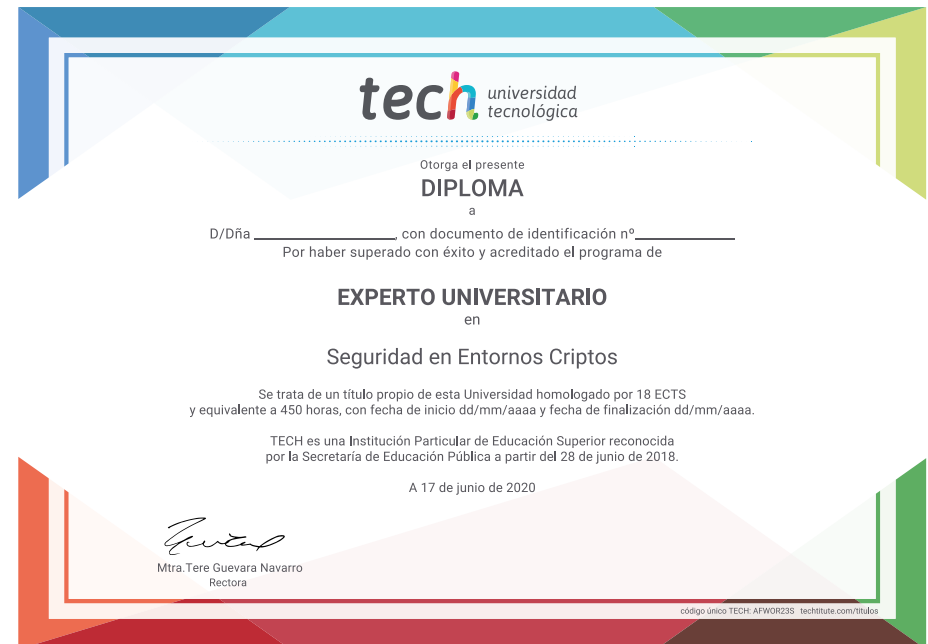 tech universidad
tecnológica
Otorga el presente
DIPLOMA
a
D/Dña ____________________, con documento de identificación nº______________
Por haber superado con éxito y acreditado el programa de
EXPERTO UNIVERSITARIO
en
Seguridad en Entornos Criptos
Se trata de un título propio de esta Universidad homologado por 18 ECTS
y equivalente a 450 horas, con fecha de inicio dd/mm/aaaa y fecha de finalización dd/mm/aaaa.
TECH es una Institución Particular de Educación Superior reconocida
por la Secretaría de Educación Pública a partir del 28 de junio de 2018.
A 17 de junio de 2020
Mtra.Tere Guevara Navarro
Rectora
código único TECH: AFWOR23S techtitute.com/titulos